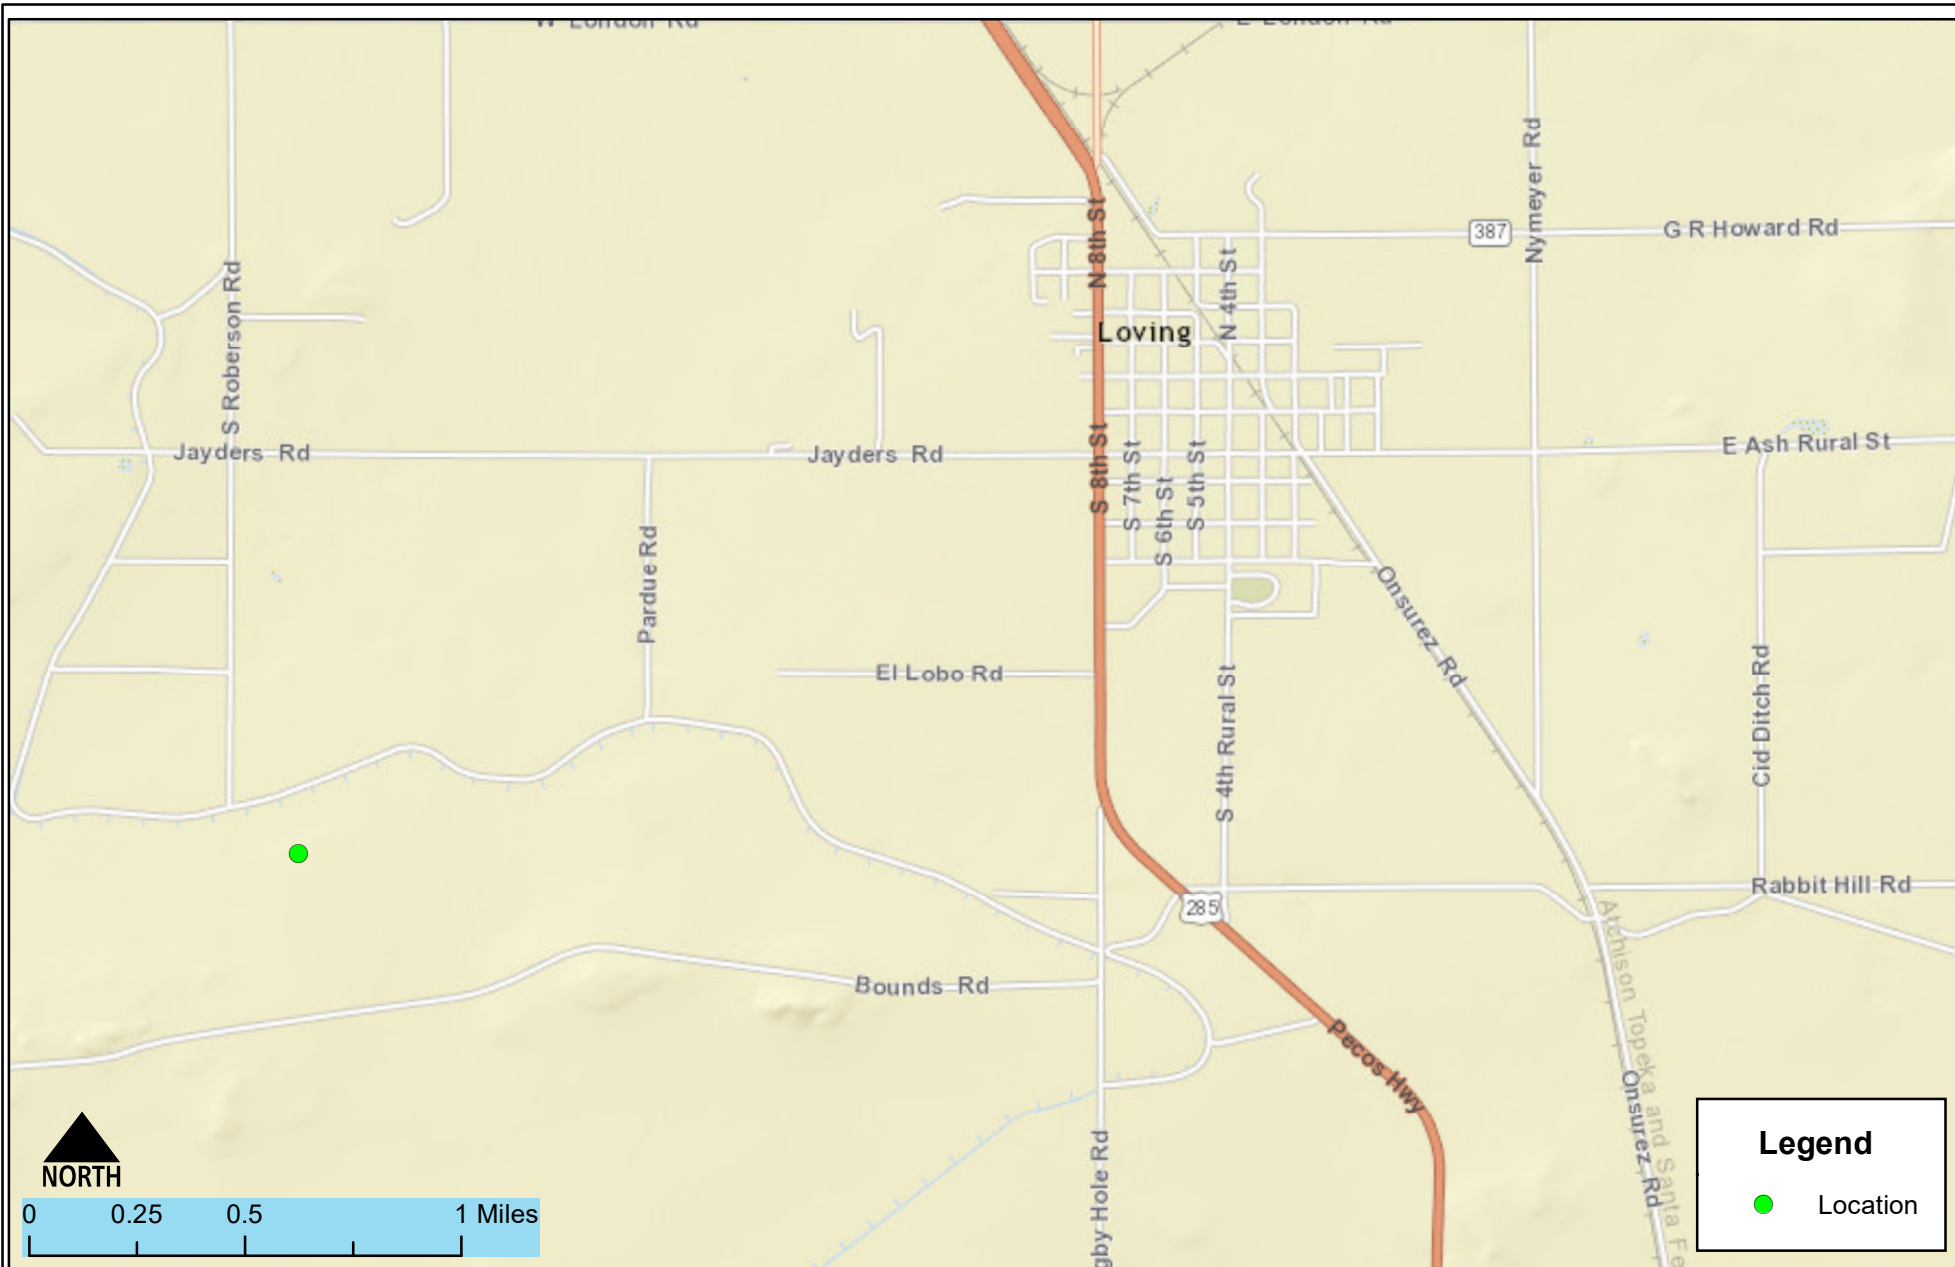 W London Rd
E London Rd
Nymeyer Rd
N 8th St
387
G R Howard Rd
N 4th St
S Roberson Rd
Loving
Jayders Rd
Jayders Rd
S 8th St
S 7th St
S 6th St
S 5th St
E Ash Rural St
Pardue Rd
Onsurez Rd
El Lobo Rd
S 4th Rural St
Cid Ditch Rd
Rabbit Hill Rd
285
Bounds Rd
Pecos Hwy
Atchison Topeka and Santa Fe
Onsurez Rd
gby Hole Rd
NORTH
0 0.25 0.5 1 Miles
Legend
Location